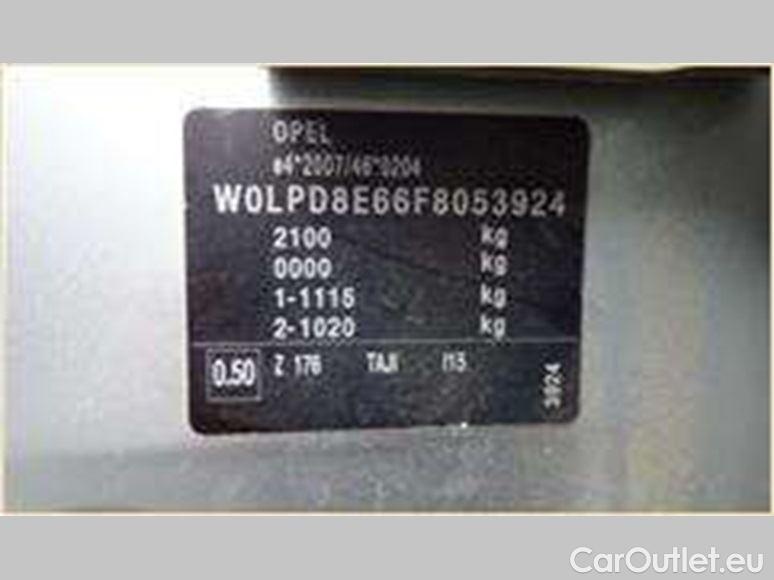 OPEL
e4*2007/46*0204
W0LPD8E66F8053924
2100 kg
0000 kg
1-1115 kg
2-1020 kg
0.50 Z 176 TAJI /15
3924
CarOutlet.eu